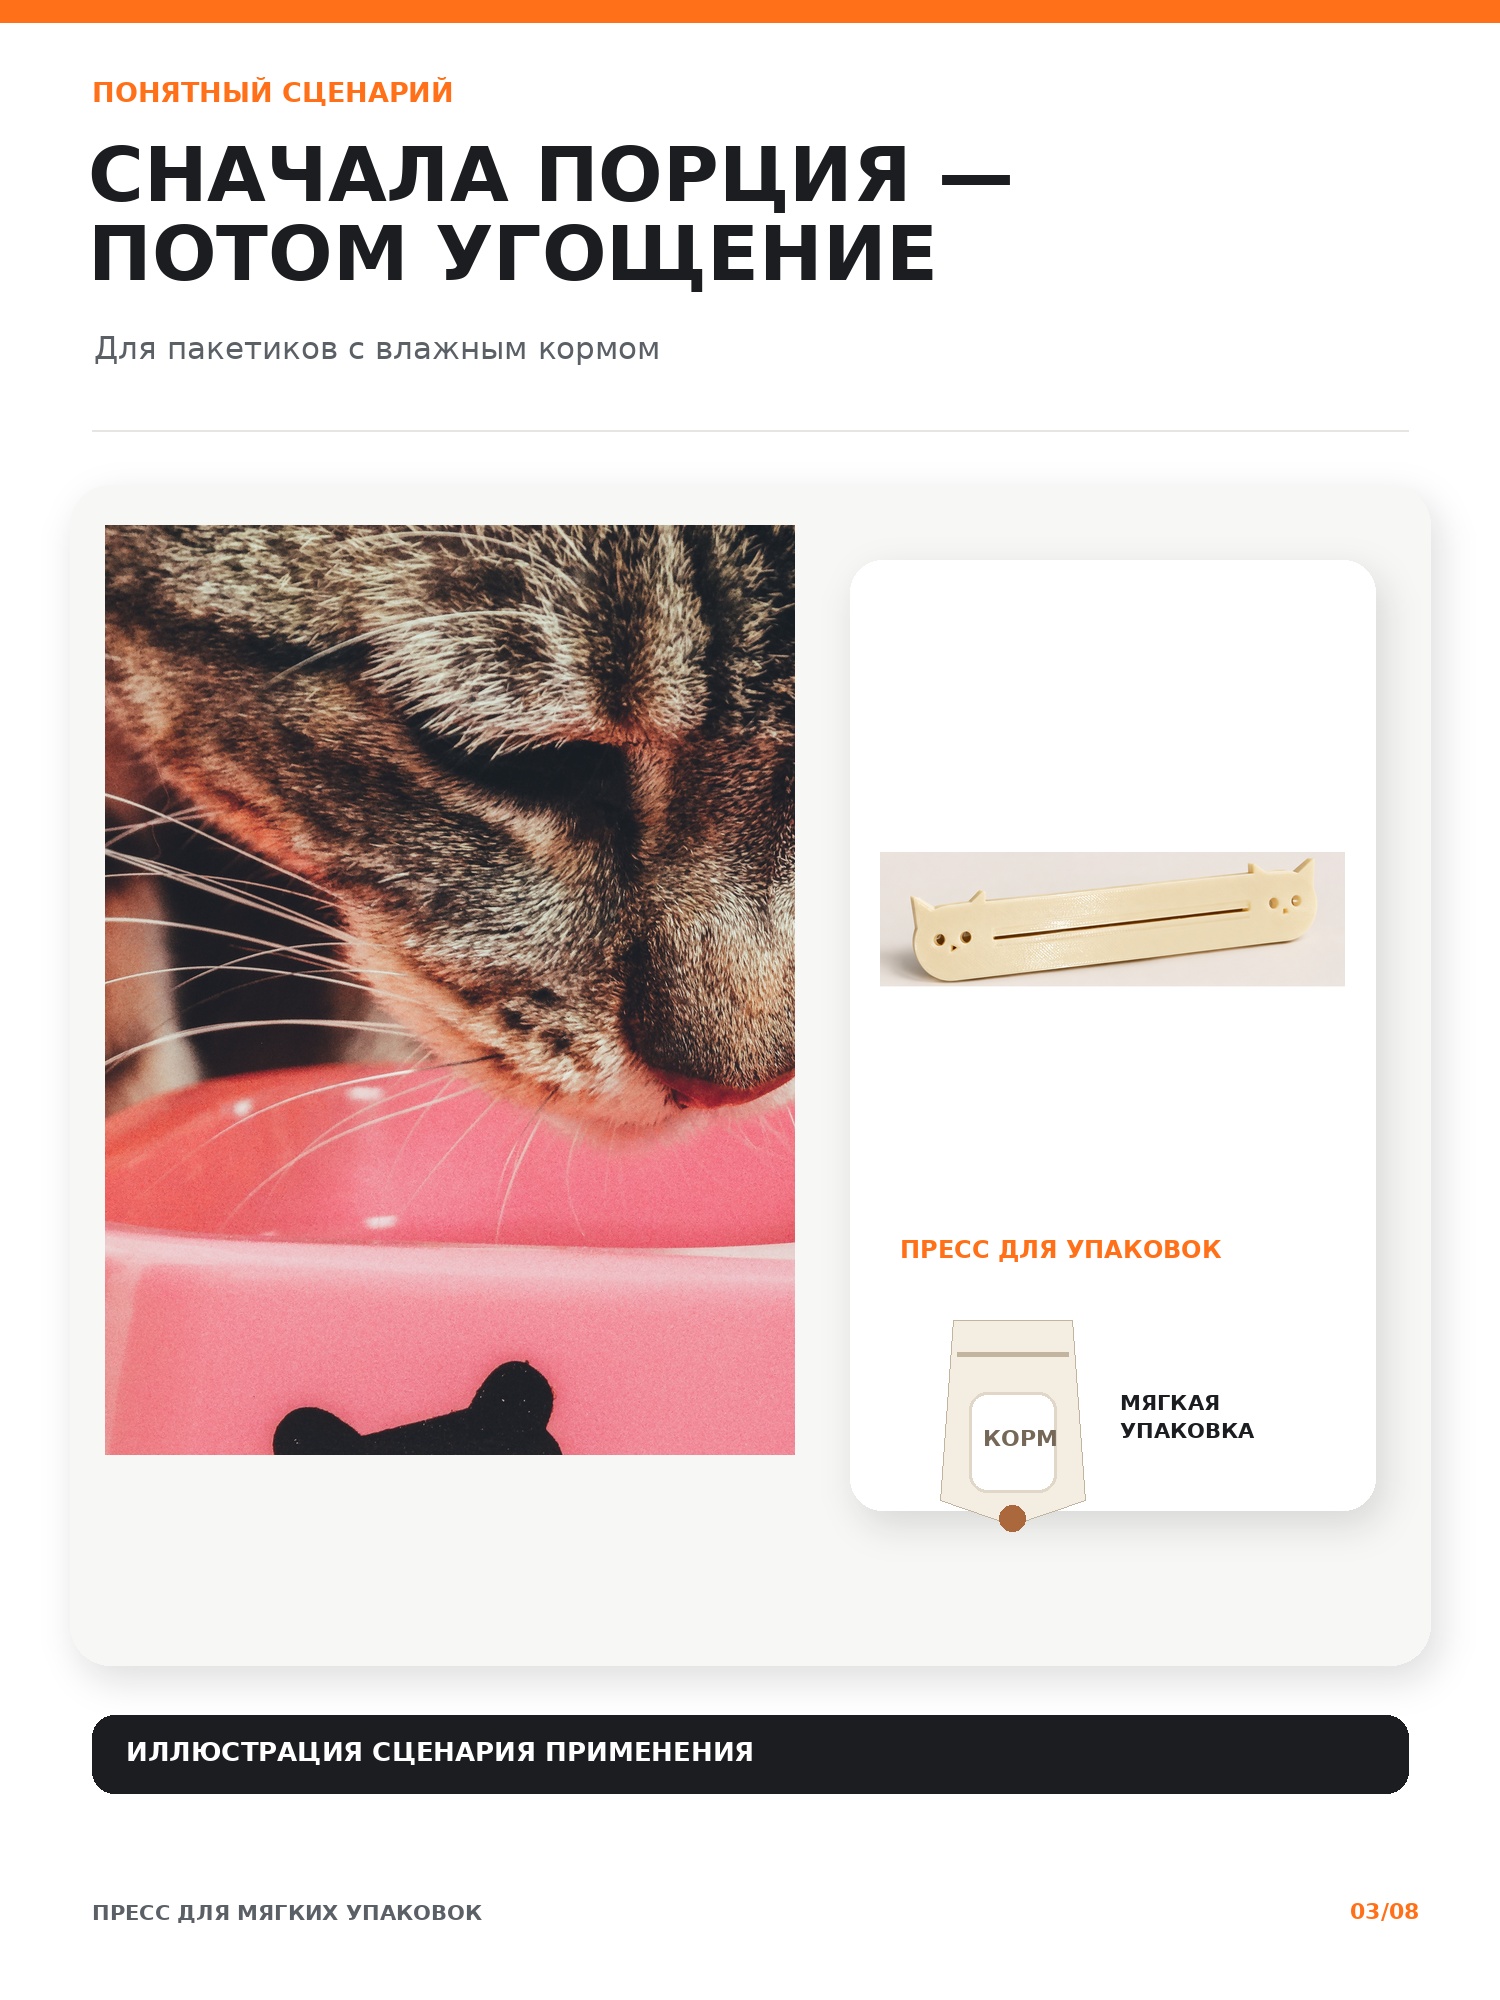 ПОНЯТНЫЙ СЦЕНАРИЙ
СНАЧАЛА ПОРЦИЯ —
ПОТОМ УГОЩЕНИЕ
Для пакетиков с влажным кормом
ПРЕСС ДЛЯ УПАКОВОК
КОРМ
МЯГКАЯ
УПАКОВКА
ИЛЛЮСТРАЦИЯ СЦЕНАРИЯ ПРИМЕНЕНИЯ
ПРЕСС ДЛЯ МЯГКИХ УПАКОВОК
03/08